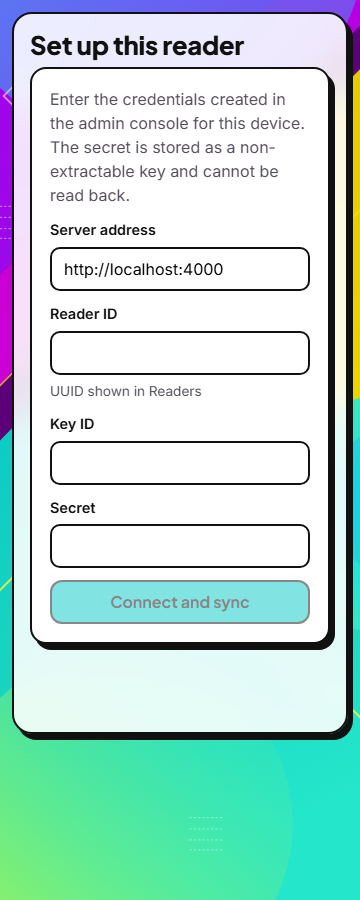 Set up this reader
Enter the credentials created in
the admin console for this device.
The secret is stored as a non-
extractable key and cannot be
read back.
Server address
http://localhost:4000
Reader ID
UUID shown in Readers
Key ID
Secret
Connect and sync